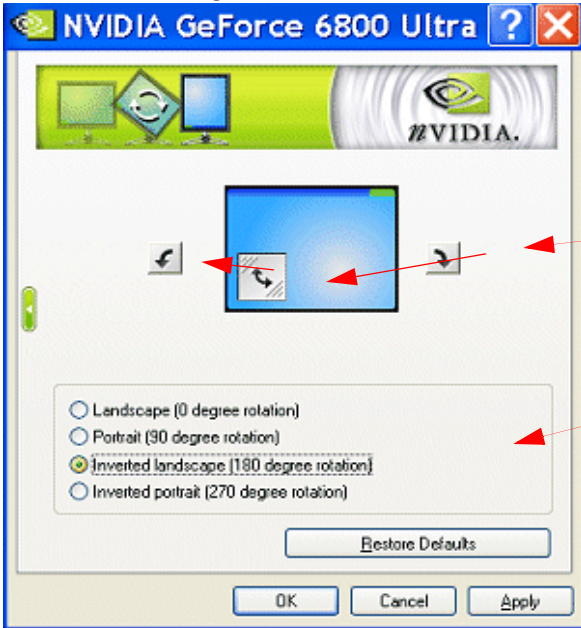 NVIDIA GeForce 6800 Ultra
nVIDIA.
Landscape (0 degree rotation)
Portrait (90 degree rotation)
Inverted landscape (180 degree rotation)
Inverted portrait (270 degree rotation)
Restore Defaults
OK
Cancel
Apply